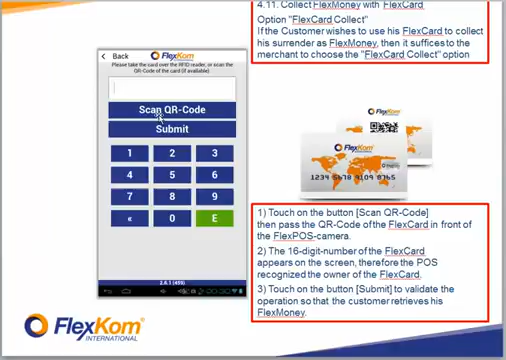 4.11. Collect FlexMoney with FlexCard
Option "FlexCard Collect"
If the Customer wishes to use his FlexCard to collect
his surrender as FlexMoney, then it suffices to the
merchant to choose the "FlexCard Collect" option
Back
FlexKom
Please take the card over the RFID reader, or scan the
QR-Code of the card (if available)
Scan QR-Code
Submit
1 2 3
4 5 6
7 8 9
« 0 E
2.A.1 (455)
FlexKom
FlexKom
1234 5678 9109 8765
1) Touch on the button [Scan QR-Code]
then pass the QR-Code of the FlexCard in front of
the FlexPOS-camera.
2) The 16-digit-number of the FlexCard
appears on the screen, therefore the POS
recognized the owner of the FlexCard.
3) Touch on the button [Submit] to validate the
operation so that the customer retrieves his
FlexMoney.
FlexKom
INTERNATIONAL